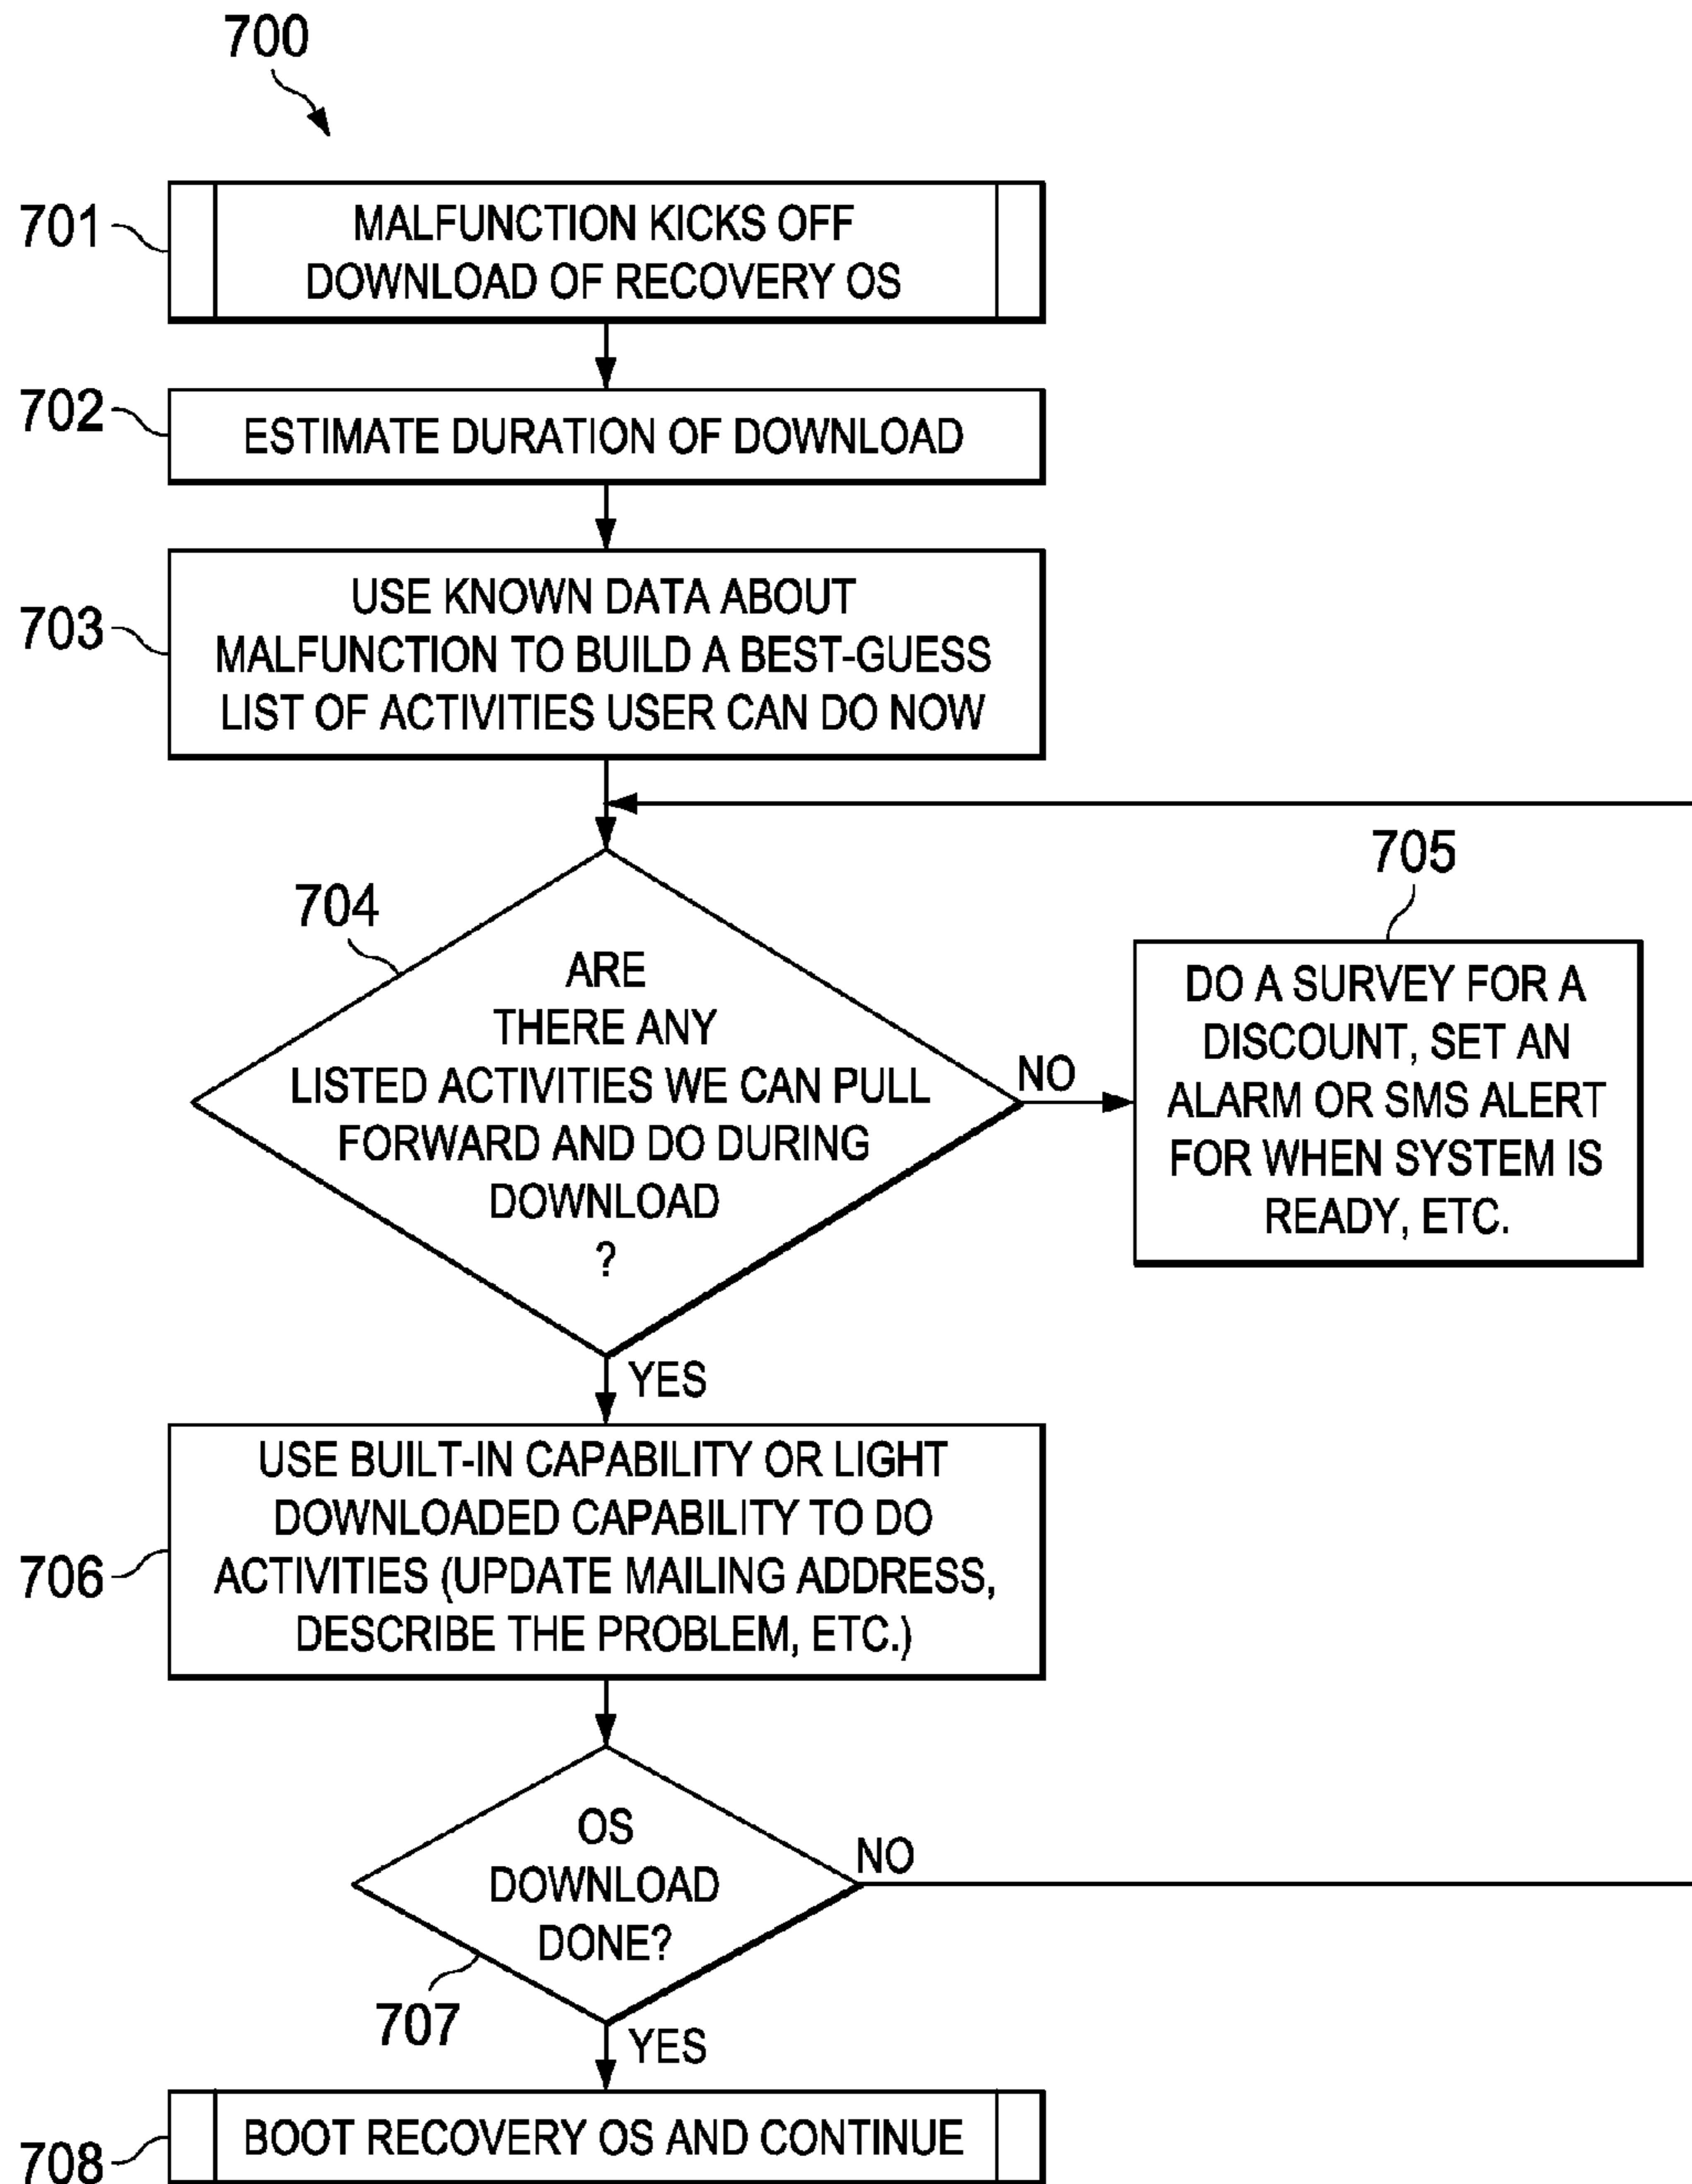 700
701
MALFUNCTION KICKS OFF
DOWNLOAD OF RECOVERY OS
702
ESTIMATE DURATION OF DOWNLOAD
703
USE KNOWN DATA ABOUT
MALFUNCTION TO BUILD A BEST-GUESS
LIST OF ACTIVITIES USER CAN DO NOW
704
ARE
THERE ANY
LISTED ACTIVITIES WE CAN PULL
FORWARD AND DO DURING
DOWNLOAD
?
NO
705
DO A SURVEY FOR A
DISCOUNT, SET AN
ALARM OR SMS ALERT
FOR WHEN SYSTEM IS
READY, ETC.
YES
706
USE BUILT-IN CAPABILITY OR LIGHT
DOWNLOADED CAPABILITY TO DO
ACTIVITIES (UPDATE MAILING ADDRESS,
DESCRIBE THE PROBLEM, ETC.)
OS
DOWNLOAD
DONE?
NO
707
YES
708
BOOT RECOVERY OS AND CONTINUE